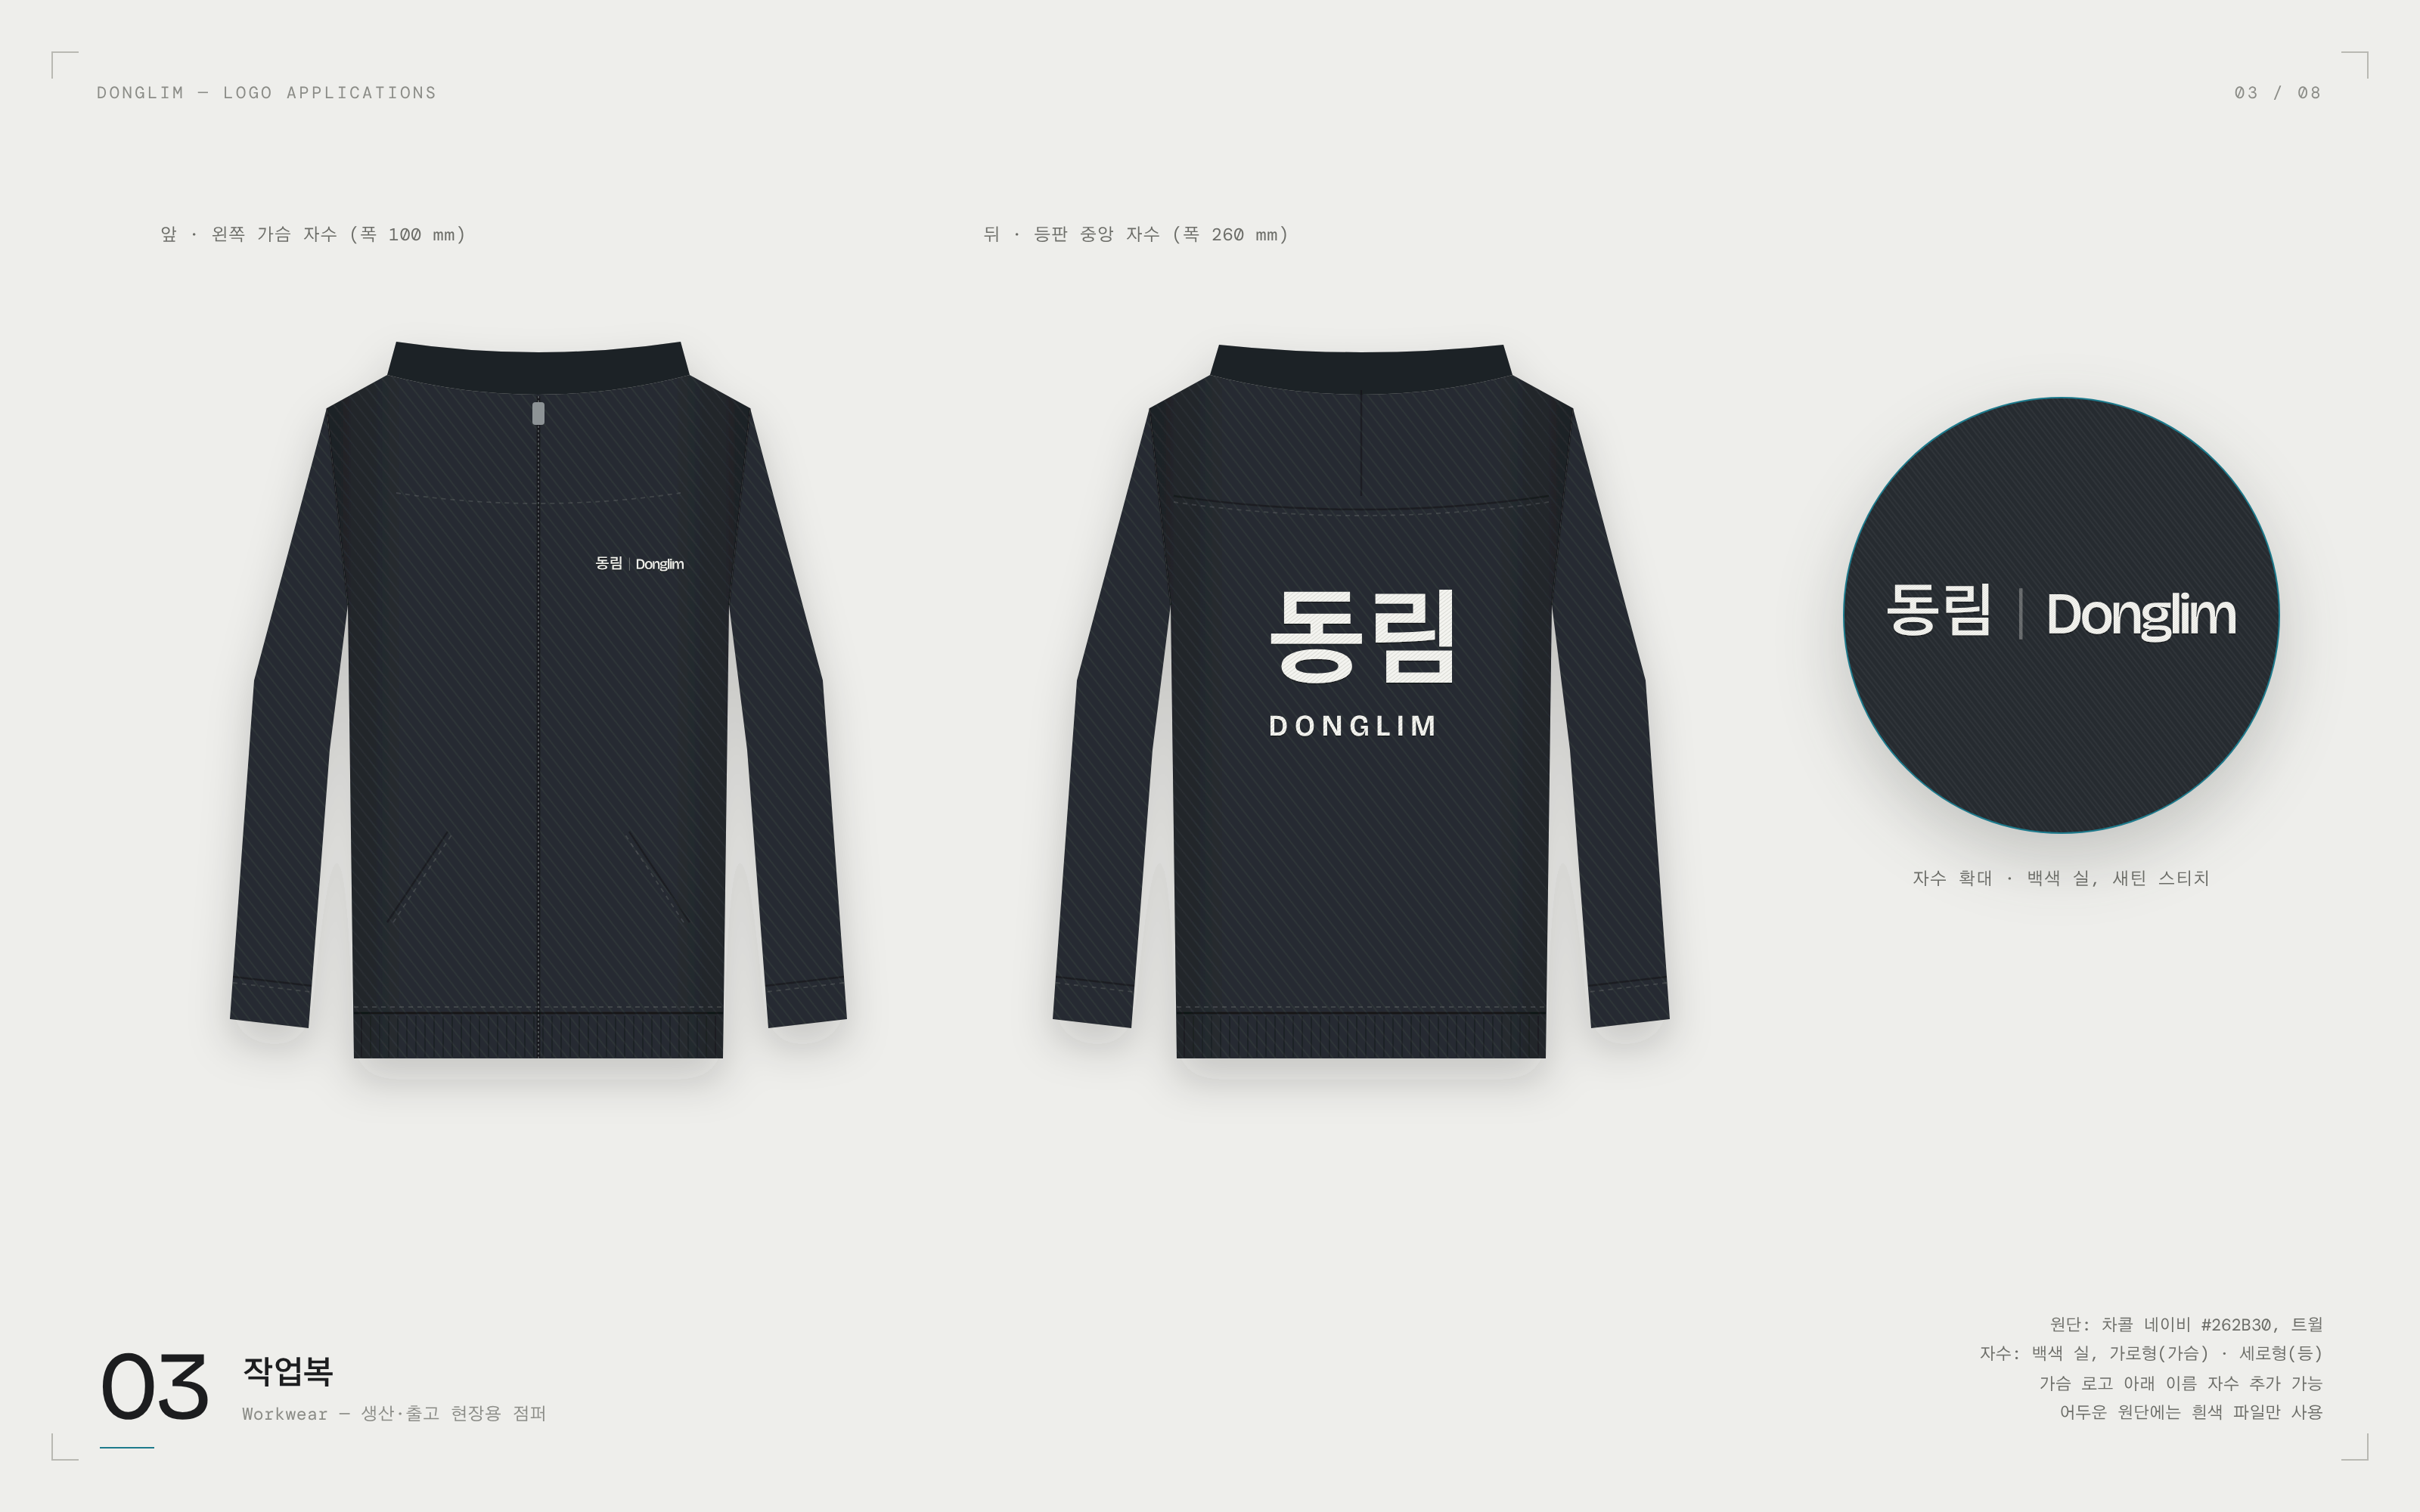 DONGLIM — LOGO APPLICATIONS
03 / 08
앞 · 왼쪽 가슴 자수 (폭 100 mm)
뒤 · 등판 중앙 자수 (폭 260 mm)
동림 | Donglim
동림
DONGLIM
동림 | Donglim
자수 확대 · 백색 실, 새틴 스티치
03
작업복
Workwear — 생산·출고 현장용 점퍼
원단: 차콜 네이비 #262B30, 트윌
자수: 백색 실, 가로형(가슴) · 세로형(등)
가슴 로고 아래 이름 자수 추가 가능
어두운 원단에는 흰색 파일만 사용